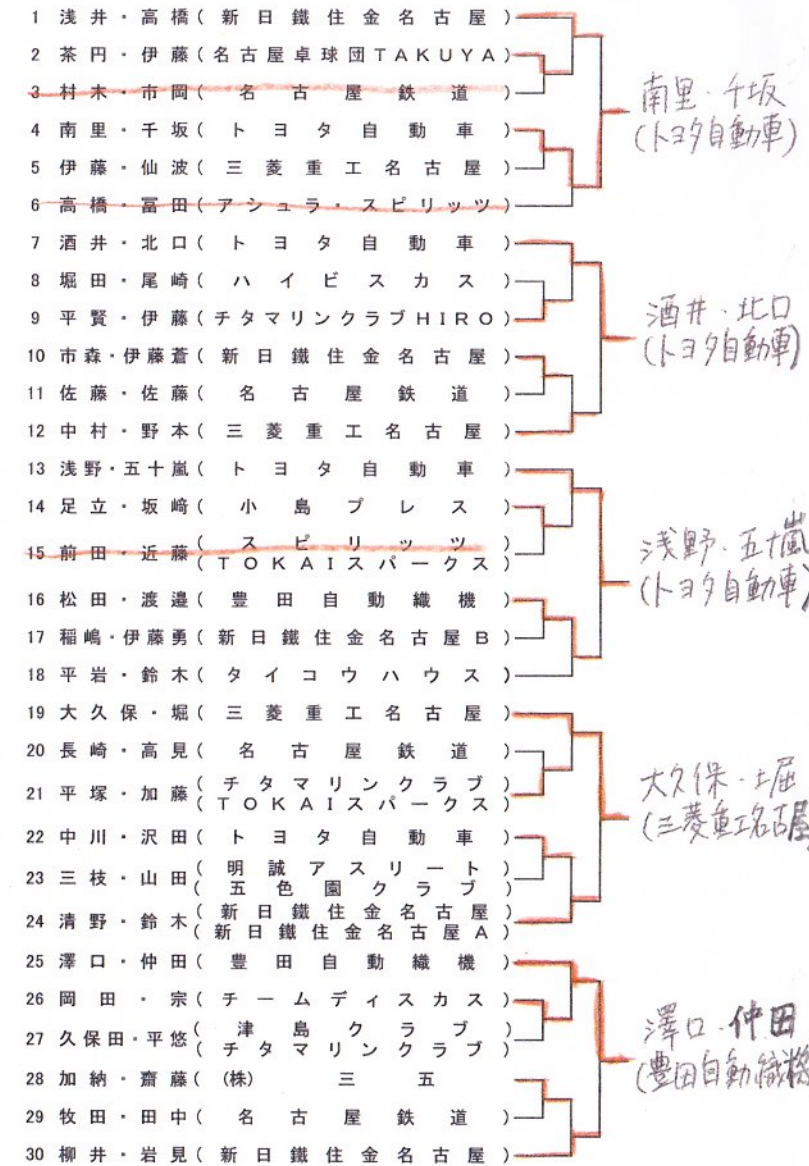 1 浅井・高橋(新日鐵住金名古屋)
2 茶円・伊藤(名古屋卓球団TAKUYA)
3 村木・市岡(名古屋鉄道)
4 南里・千坂(トヨタ自動車)
5 伊藤・仙波(三菱重工名古屋)
6 高橋・冨田(アシュラ・スピリッツ)
南里・千坂
(トヨタ自動車)
7 酒井・北口(トヨタ自動車)
8 堀田・尾崎(ハイビスカス)
9 平賢・伊藤(チタマリンクラブHIRO)
10 市森・伊藤蒼(新日鐵住金名古屋)
11 佐藤・佐藤(名古屋鉄道)
12 中村・野本(三菱重工名古屋)
酒井・北口
(トヨタ自動車)
13 浅野・五十嵐(トヨタ自動車)
14 足立・坂﨑(小島プレス)
15 前田・近藤(スピリッツ)
(TOKAIスパークス)
16 松田・渡邉(豊田自動織機)
17 稲嶋・伊藤勇(新日鐵住金名古屋B)
18 平岩・鈴木(タイコウハウス)
浅野・五十嵐
(トヨタ自動車)
19 大久保・堀(三菱重工名古屋)
20 長崎・高見(名古屋鉄道)
21 平塚・加藤(チタマリンクラブ)
(TOKAIスパークス)
22 中川・沢田(トヨタ自動車)
23 三枝・山田(明誠アスリート)
(五色園クラブ)
24 清野・鈴木(新日鐵住金名古屋)
(新日鐵住金名古屋A)
大久保・堀
(三菱重工名古屋
25 澤口・仲田(豊田自動織機)
26 岡田・宗(チームディスカス)
27 久保田・平悠(津島クラブ)
(チタマリンクラブ)
28 加納・齋藤((株)三五
29 牧田・田中(名古屋鉄道)
30 柳井・岩見(新日鐵住金名古屋)
澤口・仲田
(豊田自動織機